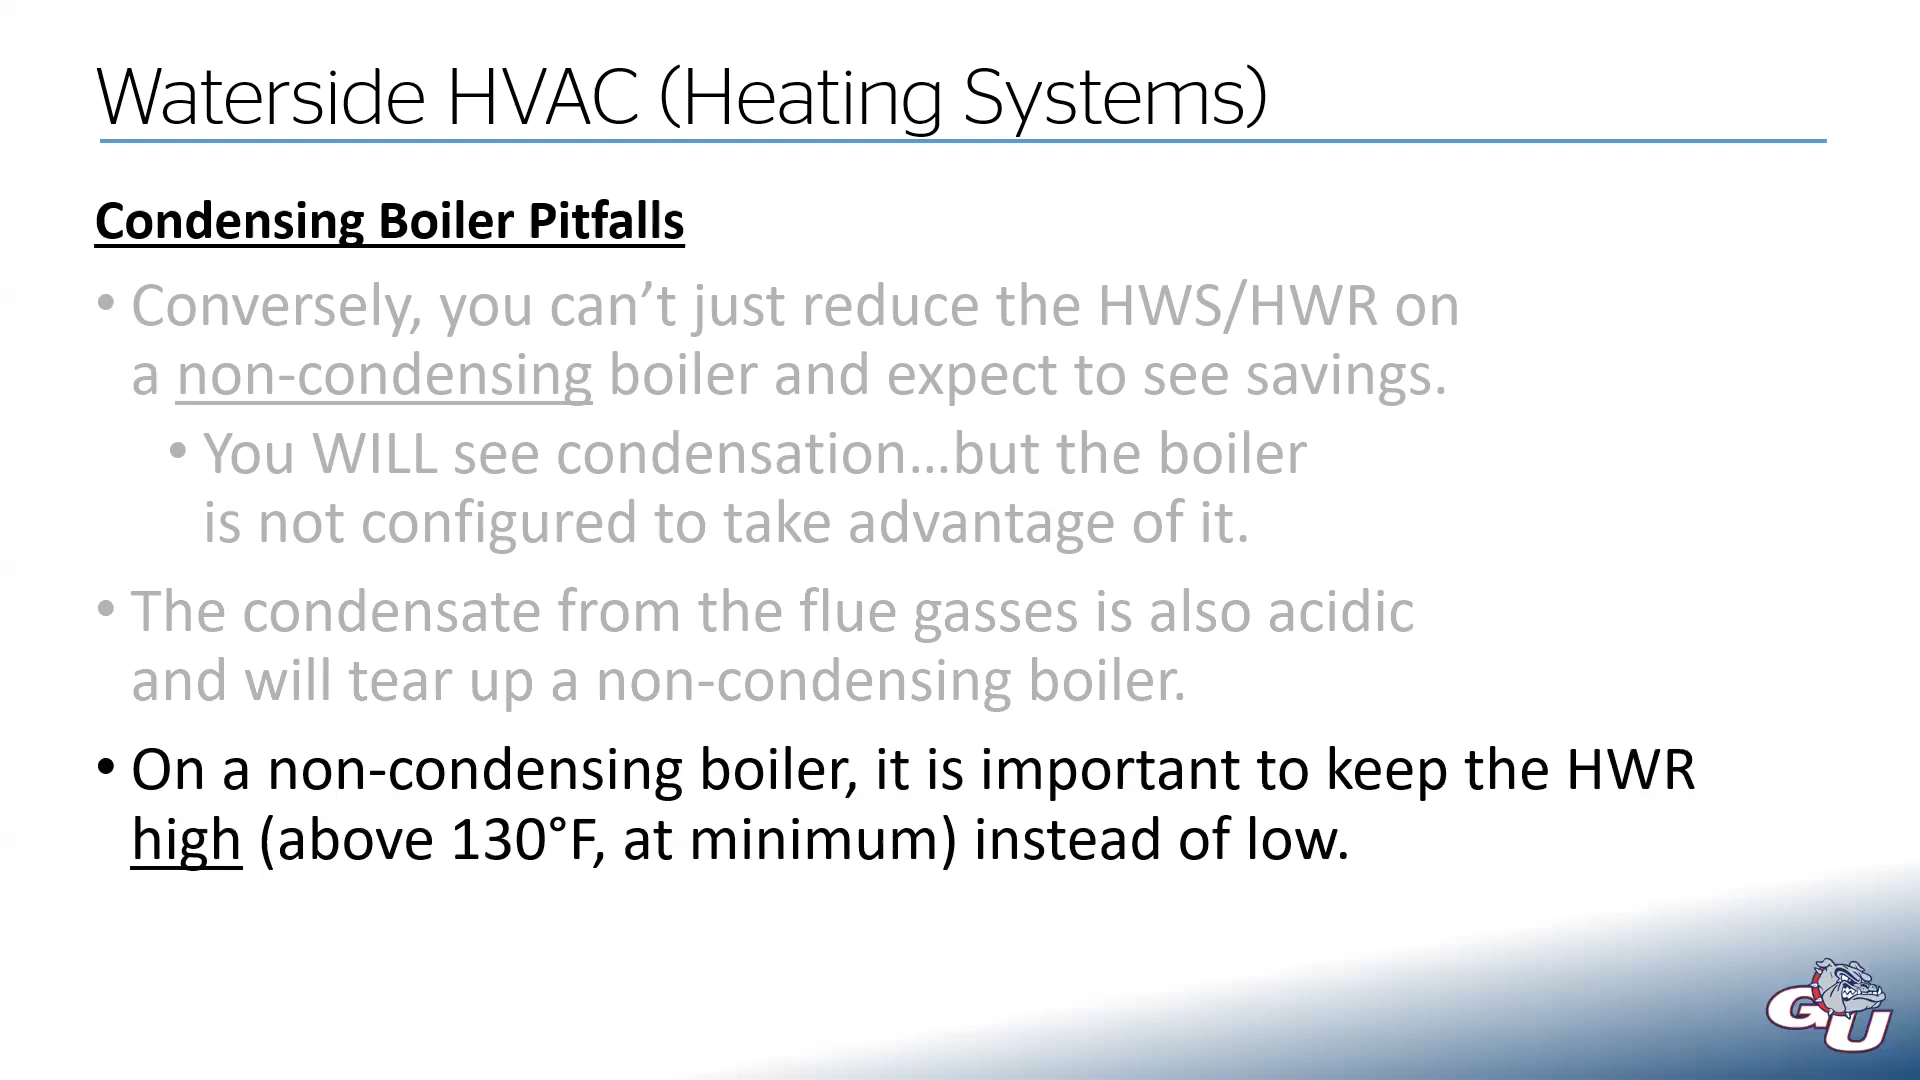 Waterside HVAC (Heating Systems)
Condensing Boiler Pitfalls
• Conversely, you can’t just reduce the HWS/HWR on
a non-condensing boiler and expect to see savings.
• You WILL see condensation…but the boiler
is not configured to take advantage of it.
• The condensate from the flue gasses is also acidic
and will tear up a non-condensing boiler.
• On a non-condensing boiler, it is important to keep the HWR
high (above 130°F, at minimum) instead of low.
GU